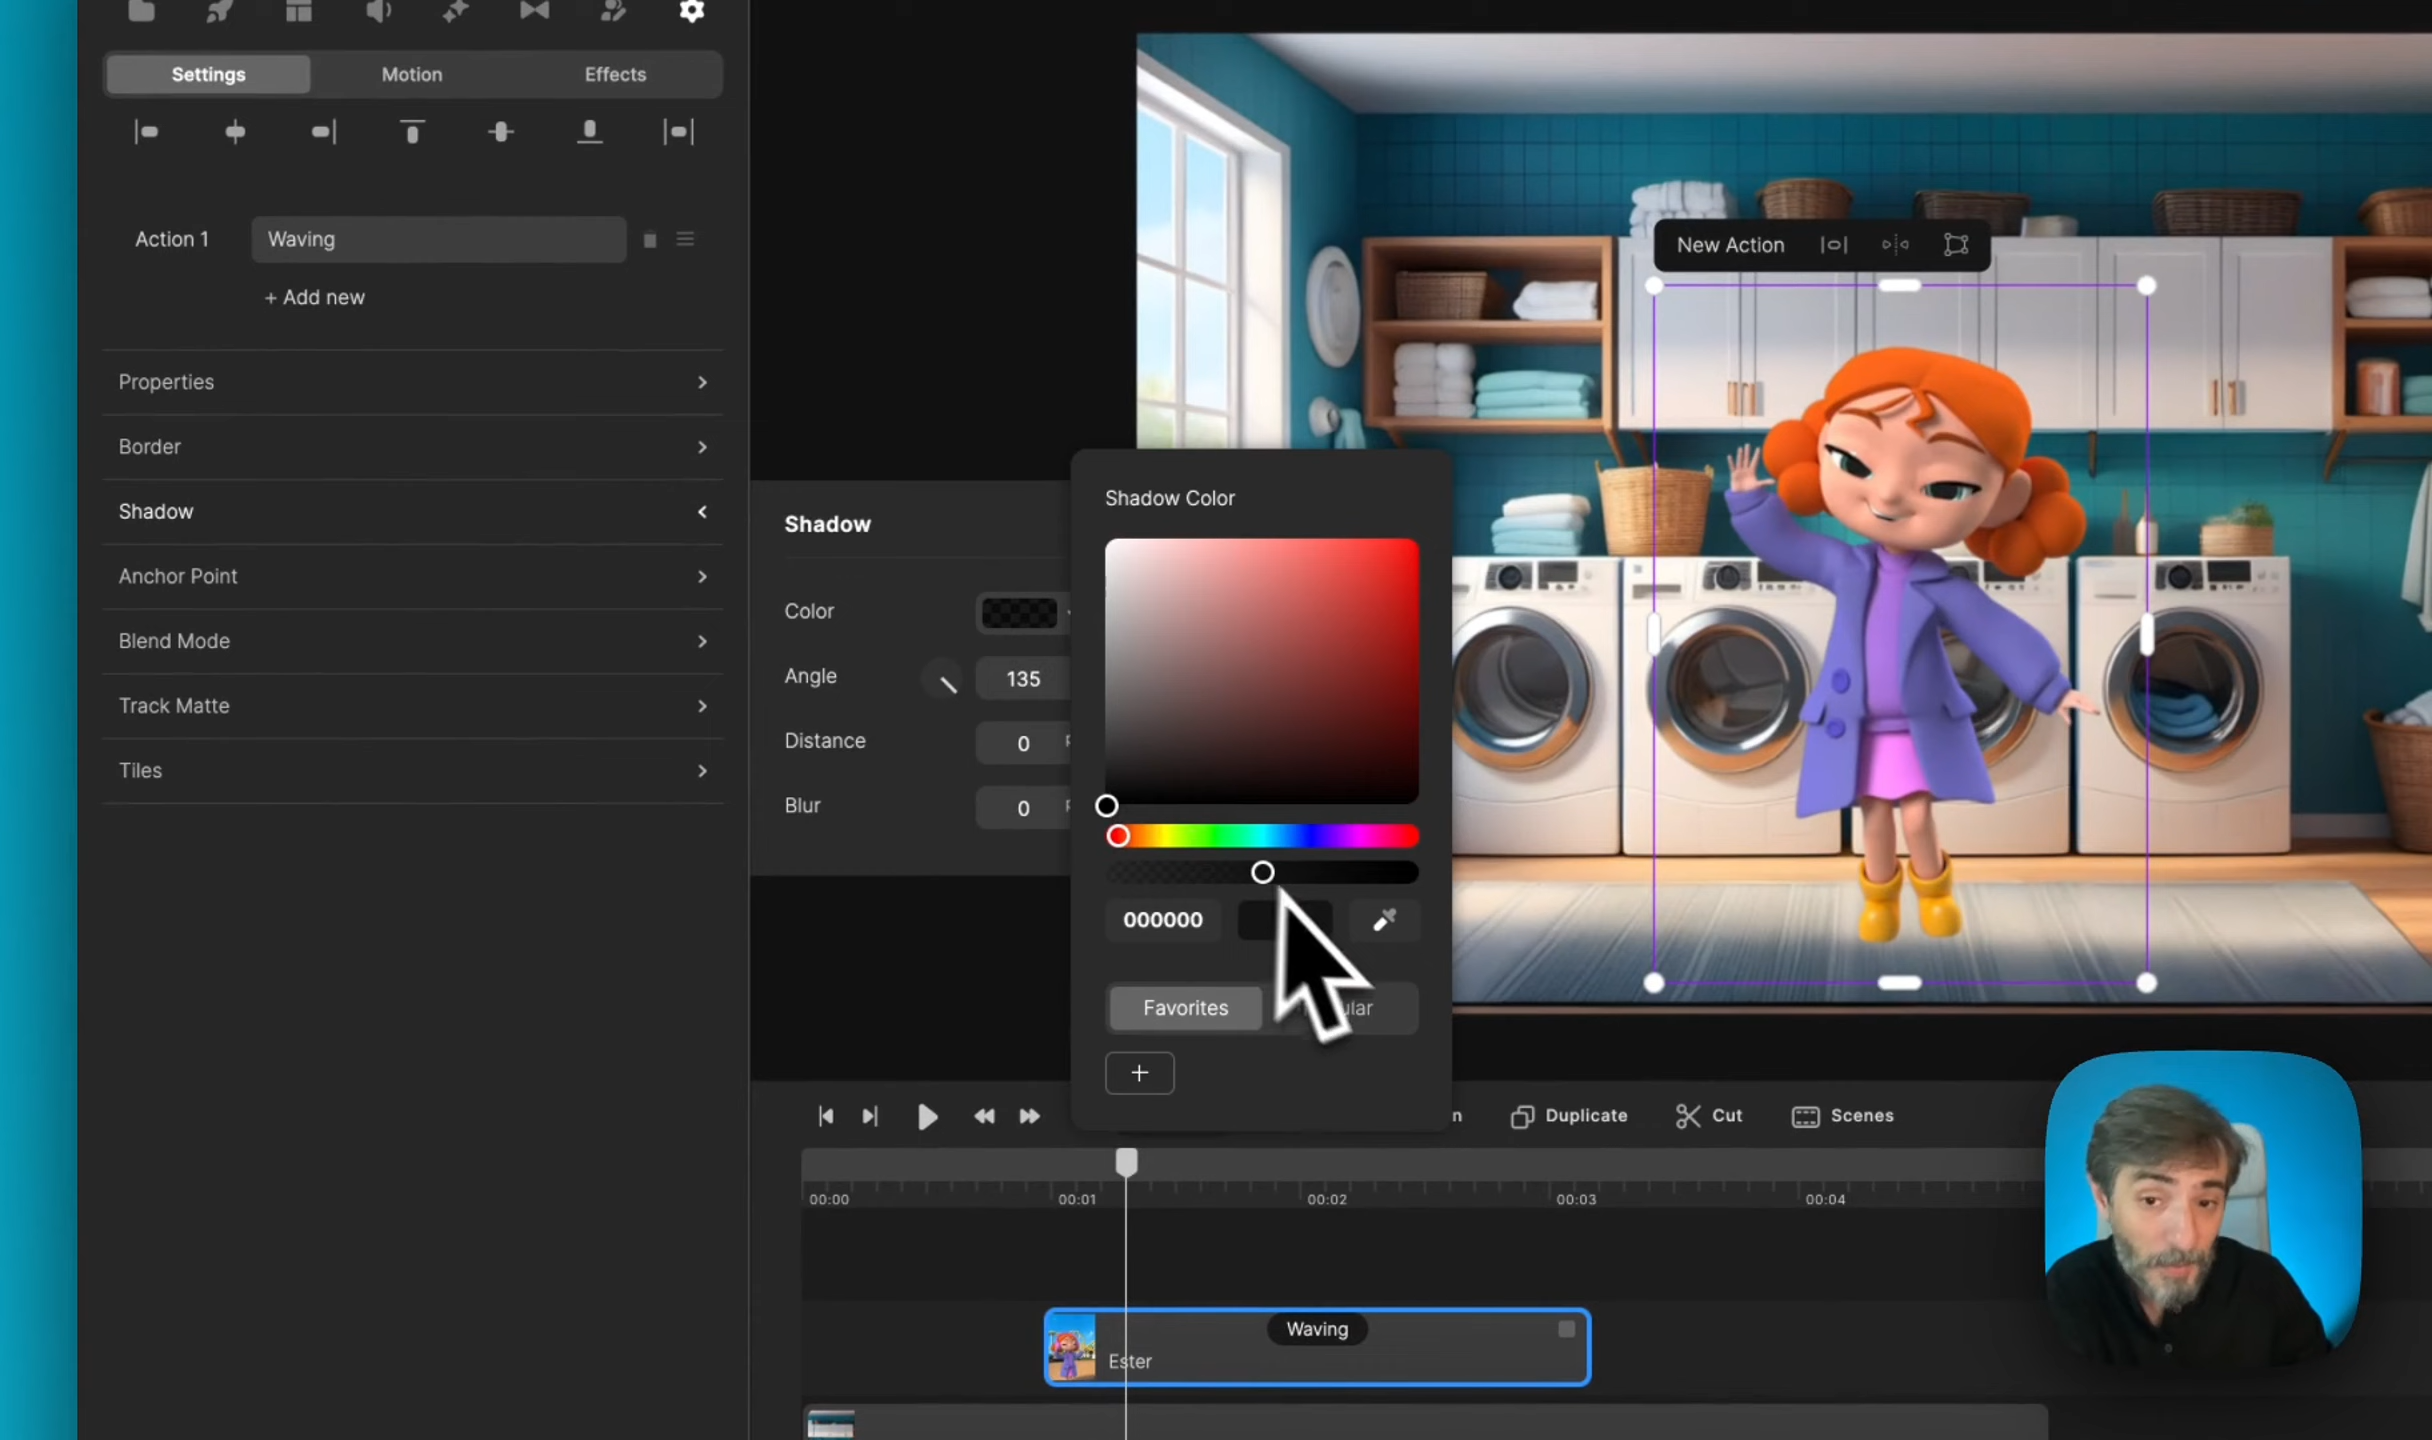 Settings
Motion
Effects
Action 1
Waving
+ Add new
Properties
Border
Shadow
Anchor Point
Blend Mode
Track Matte
Tiles
Shadow
Color
Angle
135
Distance
0
Blur
0
Shadow Color
000000
Favorites
New Action
Duplicate
Cut
Scenes
00:00
00:01
00:02
00:03
00:04
Waving
Ester